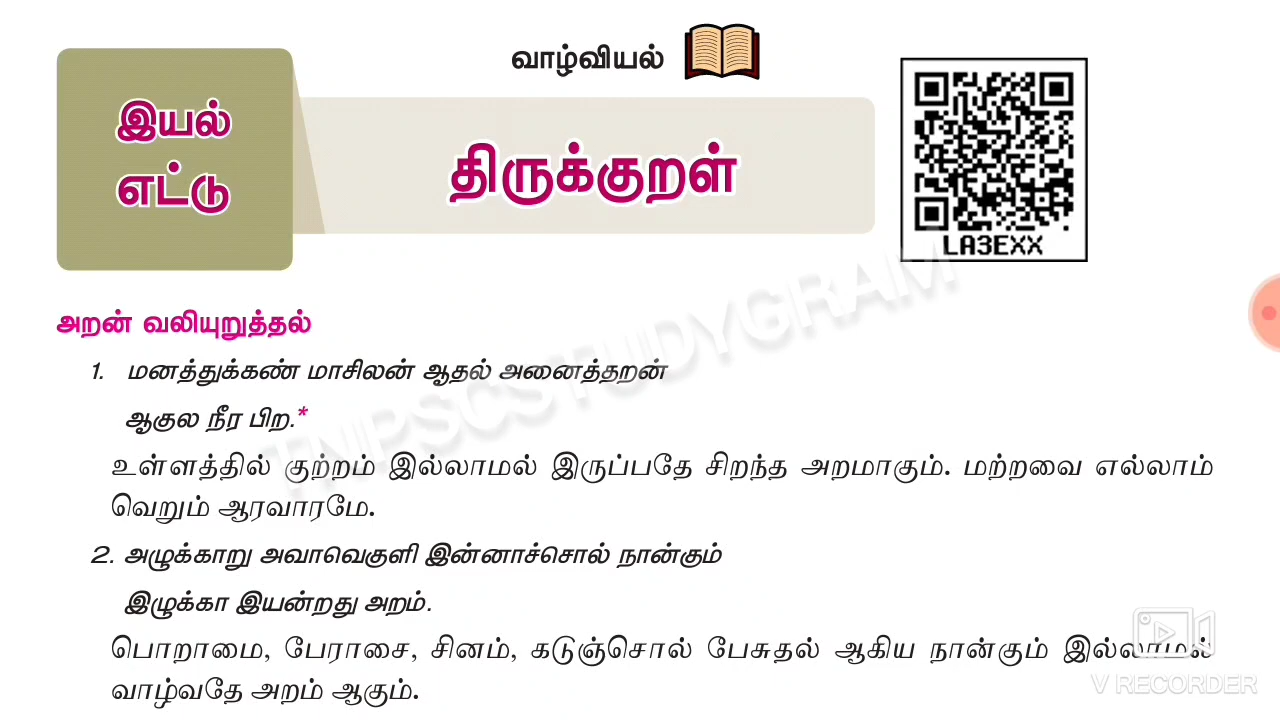 வாழ்வியல்
இயல்
எட்டு
திருக்குறள்
LA3EXX
அறன் வலியுறுத்தல்
1. மனத்துக்கண் மாசிலன் ஆதல் அனைத்தறன்
ஆகுல நீர பிற.*
உள்ளத்தில் குற்றம் இல்லாமல் இருப்பதே சிறந்த அறமாகும். மற்றவை எல்லாம்
வெறும் ஆரவாரமே.
2. அழுக்காறு அவாவெகுளி இன்னாச்சொல் நான்கும்
இழுக்கா இயன்றது அறம்.
பொறாமை, பேராசை, சினம், கடுஞ்சொல் பேசுதல் ஆகிய நான்கும் இல்லாமல்
வாழ்வதே அறம் ஆகும்.
TNPSCSTUDYGRAM
V RECORDER